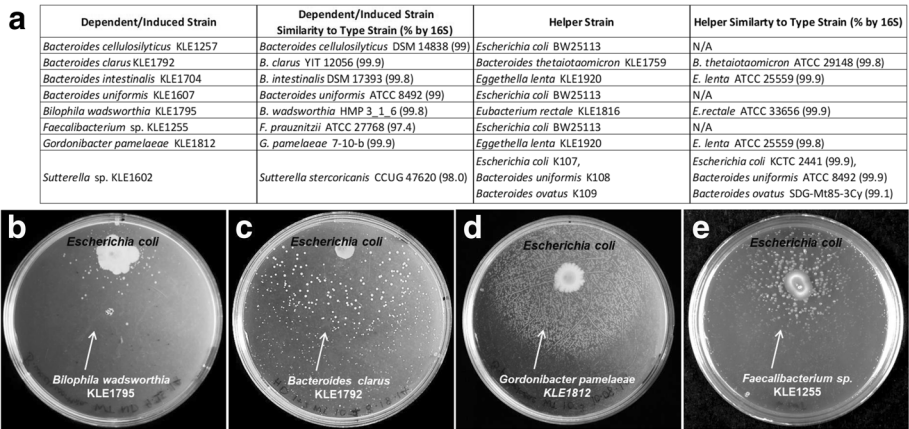 a
Dependent/Induced Strain
Dependent/Induced Strain
Similarity to Type Strain (% by 16S)
Helper Strain
Helper Similarty to Type Strain (% by 16S)
Bacteroides cellulosilyticus KLE1257 Bacteroides cellulosilyticus DSM 14838 (99) Escherichia coli BW25113 N/A
Bacteroides clarus KLE1792 B. clarus YIT 12056 (99.9) Bacteroides thetaiotaomicron KLE1759 B. thetaiotaomicron ATCC 29148 (99.8)
Bacteroides intestinalis KLE1704 B. intestinalis DSM 17393 (99.8) Eggethella lenta KLE1920 E. lenta ATCC 25559 (99.9)
Bacteroides uniformis KLE1607 Bacteroides uniformis ATCC 8492 (99) Escherichia coli BW25113 N/A
Bilophila wadsworthia KLE1795 B. wadsworthia HMP 3_1_6 (99.8) Eubacterium rectale KLE1816 E.rectale ATCC 33656 (99.9)
Faecalibacterium sp. KLE1255 F. prauznitzii ATCC 27768 (97.4) Escherichia coli BW25113 N/A
Gordonibacter pamelaeae KLE1812 G. pamelaeae 7-10-b (99.9) Eggethella lenta KLE1920 E. lenta ATCC 25559 (99.8)
Sutterella sp. KLE1602 Sutterella stercoricanis CCUG 47620 (98.0)
Escherichia coli K107,
Bacteroides uniformis K108
Bacteroides ovatus K109
Escherichia coli KCTC 2441 (99.9),
Bacteroides uniformis ATCC 8492 (99.9)
Bacteroides ovatus SDG-Mt85-3Cy (99.1)
b
Escherichia coli
Bilophila wadsworthia
KLE1795
c
Escherichia coli
Bacteroides clarus
KLE1792
d
Escherichia coli
Gordonibacter pamelaeae
KLE1812
e
Escherichia coli
Faecalibacterium sp.
KLE1255